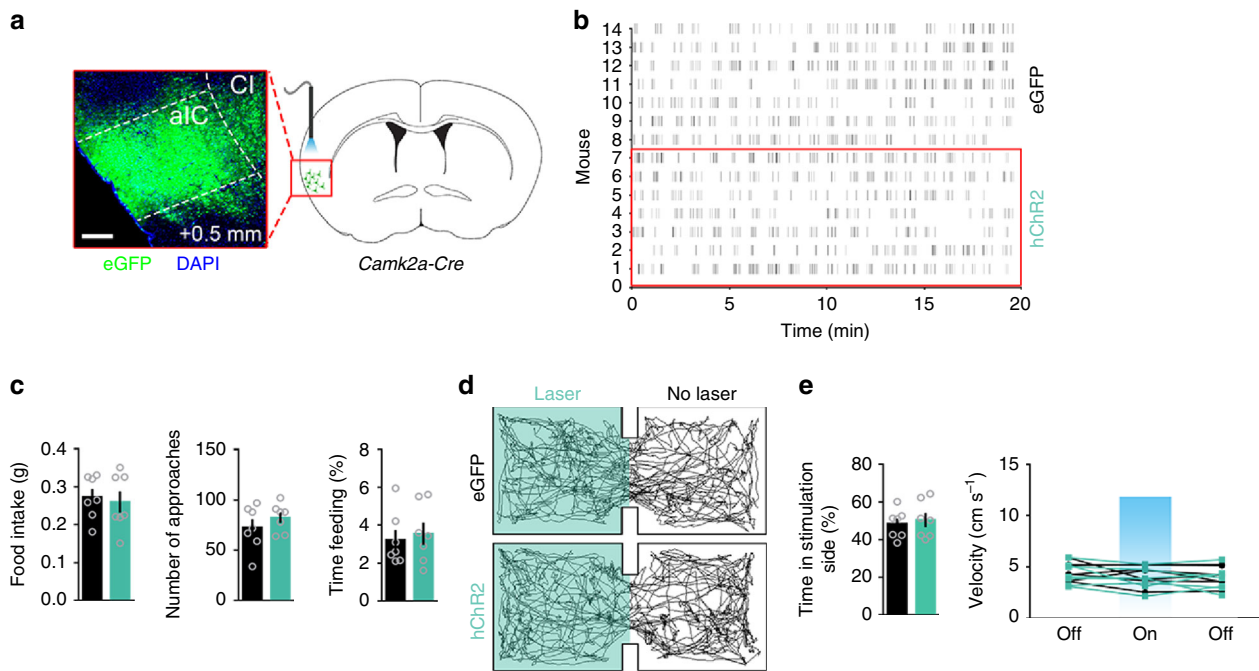 a
CI
aIC
+0.5 mm
eGFP DAPI
Camk2a-Cre
b
14
13
12
11
10
9
8
7
6
5
4
3
2
1
0
Mouse
eGFP
hChR2
0 5 10 15 20
Time (min)
c
Food intake (g)
0.4
0.3
0.2
0.1
0.0
Number of approaches
150
100
50
0
Time feeding (%)
8
6
4
2
0
d
Laser No laser
eGFP
hChR2
e
Time in stimulation
side (%)
80
60
40
20
0
Velocity (cm s⁻¹)
15
10
5
0
Off On Off